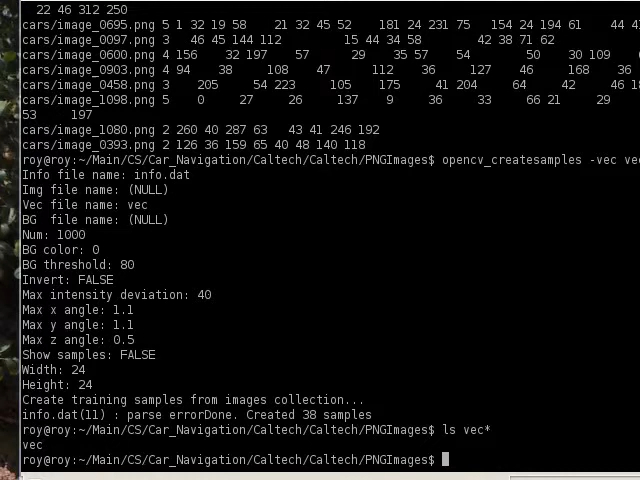 22 46 312 250
cars/image_0695.png 5 1 32 19 58 21 32 45 52 181 24 231 75 154 24 194 61 44 4
cars/image_0097.png 3 46 45 144 112 15 44 34 58 42 38 71 62
cars/image_0600.png 4 156 32 197 57 29 35 57 54 50 30 109
cars/image_0903.png 4 94 38 108 47 112 36 127 46 168 36
cars/image_0458.png 3 205 54 223 105 175 41 204 64 42 46 1
cars/image_1098.png 5 0 27 26 137 9 36 33 66 21 29
53 197
cars/image_1080.png 2 260 40 287 63 43 41 246 192
cars/image_0393.png 2 126 36 159 65 40 48 140 118
roy@roy:~/Main/CS/Car_Navigation/Caltech/Caltech/PNGImages$ opencv_createsamples -vec vec
Info file name: info.dat
Img file name: (NULL)
Vec file name: vec
BG  file name: (NULL)
Num: 1000
BG color: 0
BG threshold: 80
Invert: FALSE
Max intensity deviation: 40
Max x angle: 1.1
Max y angle: 1.1
Max z angle: 0.5
Show samples: FALSE
Width: 24
Height: 24
Create training samples from images collection...
info.dat(11) : parse errorDone. Created 38 samples
roy@roy:~/Main/CS/Car_Navigation/Caltech/Caltech/PNGImages$ ls vec*
vec
roy@roy:~/Main/CS/Car_Navigation/Caltech/Caltech/PNGImages$